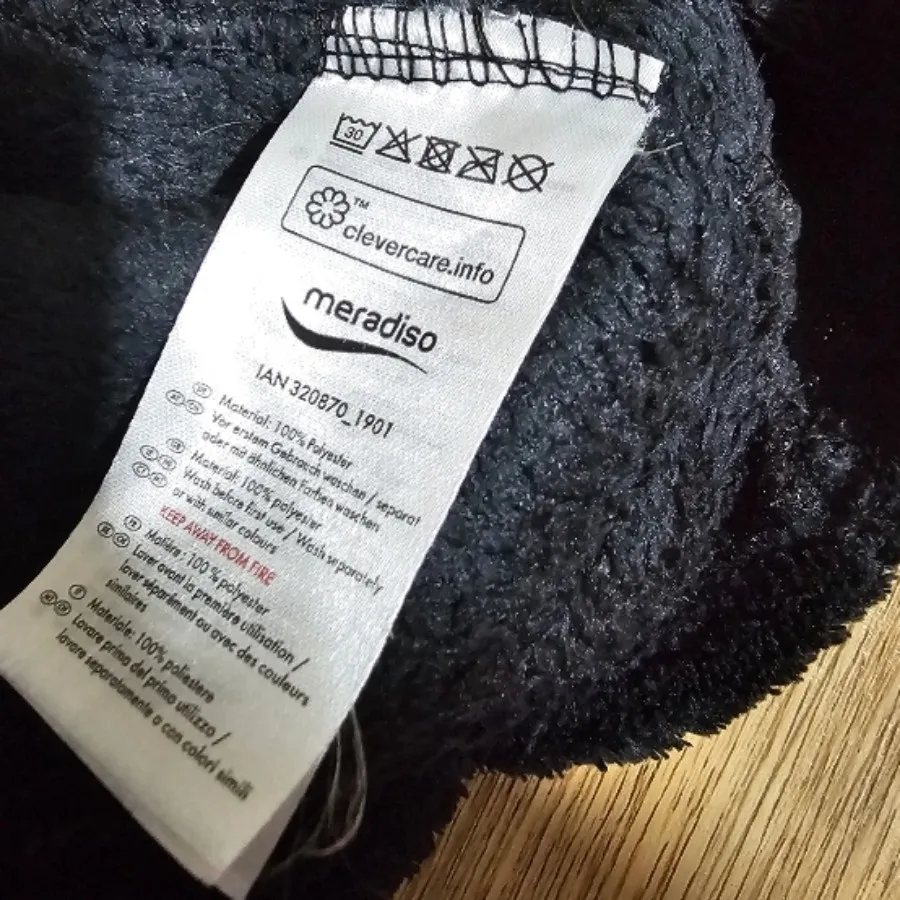 30
TM
clevercare.info
meradiso
IAN 320870_1901
Material: 100% Polyester
Vor erstem Gebrauch waschen / separat
oder mit ähnlichen Farben waschen
Material: 100% polyester
Wash before first use / Wash separately
or with similar colours
KEEP AWAY FROM FIRE
Matière : 100 % polyester
Laver avant la première utilisation /
laver séparément ou avec des couleurs
similaires
Materiale: 100% poliestere
Lavare prima del primo utilizzo /
lavare separatamente o con colori simili